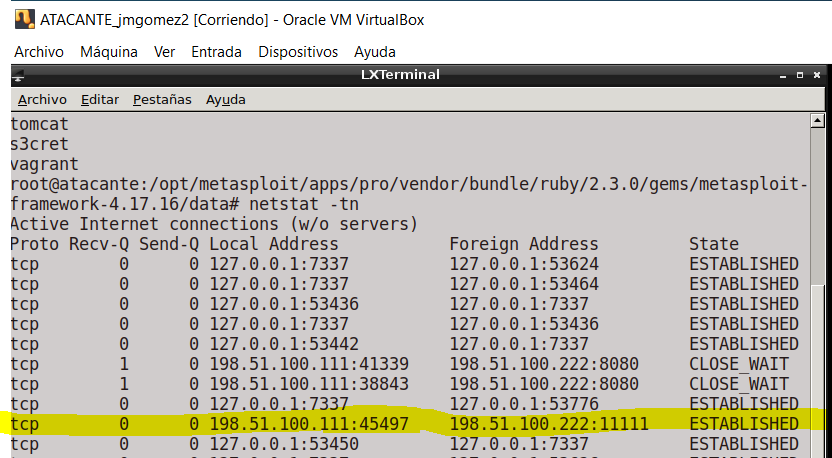 ATACANTE_jmgomez2 [Corriendo] - Oracle VM VirtualBox
Archivo Máquina Ver Entrada Dispositivos Ayuda
LXTerminal
Archivo Editar Pestañas Ayuda
tomcat
s3cret
vagrant
root@atacante:/opt/metasploit/apps/pro/vendor/bundle/ruby/2.3.0/gems/metasploit-
framework-4.17.16/data# netstat -tn
Active Internet connections (w/o servers)
Proto Recv-Q Send-Q Local Address Foreign Address State
tcp 0 0 127.0.0.1:7337 127.0.0.1:53624 ESTABLISHED
tcp 0 0 127.0.0.1:7337 127.0.0.1:53464 ESTABLISHED
tcp 0 0 127.0.0.1:53436 127.0.0.1:7337 ESTABLISHED
tcp 0 0 127.0.0.1:7337 127.0.0.1:53436 ESTABLISHED
tcp 0 0 127.0.0.1:53442 127.0.0.1:7337 ESTABLISHED
tcp 1 0 198.51.100.111:41339 198.51.100.222:8080 CLOSE_WAIT
tcp 1 0 198.51.100.111:38843 198.51.100.222:8080 CLOSE_WAIT
tcp 0 0 127.0.0.1:7337 127.0.0.1:53776 ESTABLISHED
tcp 0 0 198.51.100.111:45497 198.51.100.222:11111 ESTABLISHED
tcp 0 0 127.0.0.1:53450 127.0.0.1:7337 ESTABLISHED